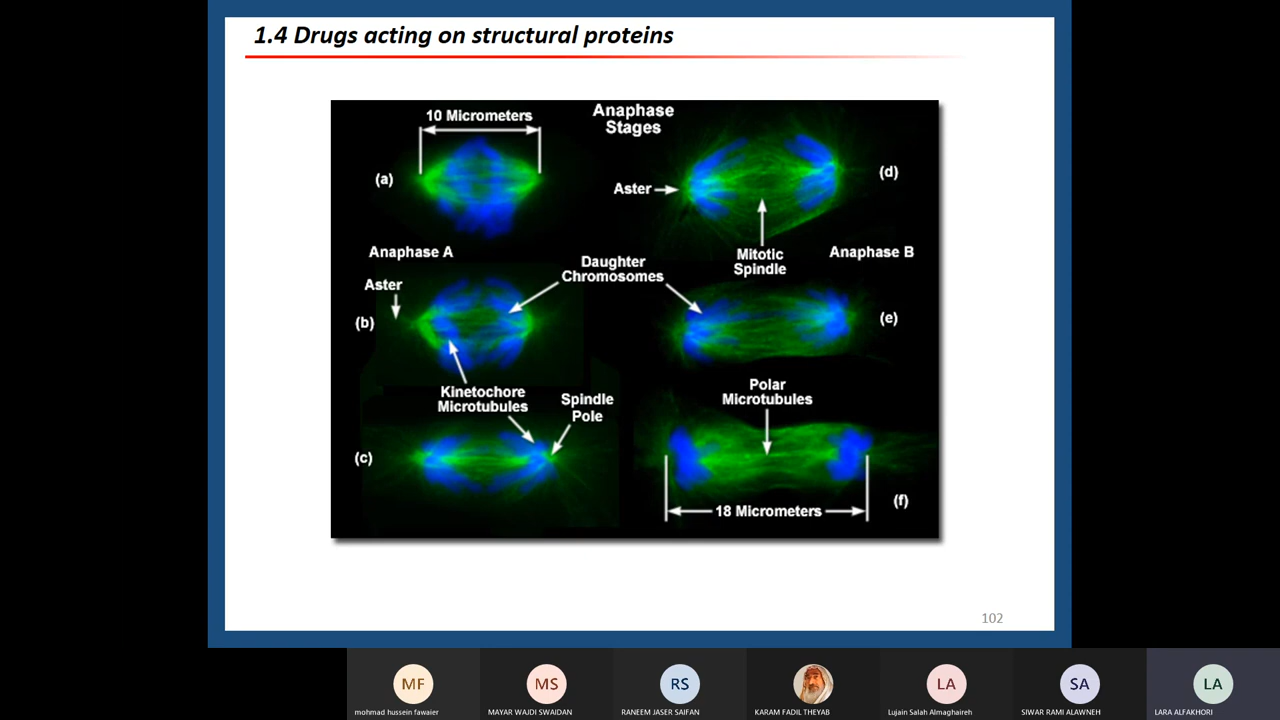 1.4 Drugs acting on structural proteins
10 Micrometers
Anaphase
Stages
(a)
(d)
Aster
Anaphase A
Mitotic
Spindle
Anaphase B
Daughter
Chromosomes
Aster
(b)
(e)
Kinetochore
Microtubules
Spindle
Pole
Polar
Microtubules
(c)
(f)
18 Micrometers
102
MF
MS
RS
LA
SA
LA
mohmad hussein fawaier
MAYAR WAJDI SWAIDAN
RANEEM JASER SAIFAN
KARAM FADIL THEYAB
Lujain Salah Almaghaireh
SIWAR RAMI ALAWNEH
LARA ALFAKHORI